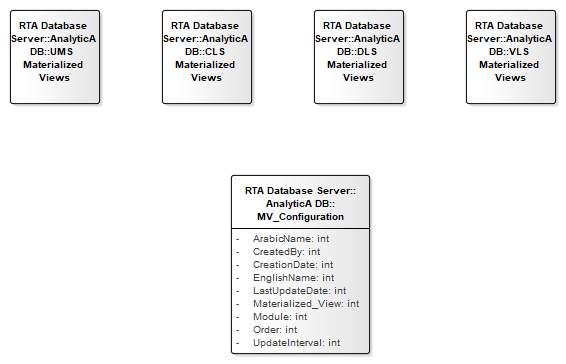 RTA Database
Server::AnalyticA
DB::UMS
Materialized
Views
RTA Database
Server::AnalyticA
DB::CLS
Materialized
Views
RTA Database
Server::AnalyticA
DB::DLS
Materialized
Views
RTA Database
Server::AnalyticA
DB::VLS
Materialized
Views
RTA Database Server::
AnalyticA DB::
MV_Configuration
- ArabicName: int
- CreatedBy: int
- CreationDate: int
- EnglishName: int
- LastUpdateDate: int
- Materialized_View: int
- Module: int
- Order: int
- UpdateInterval: int